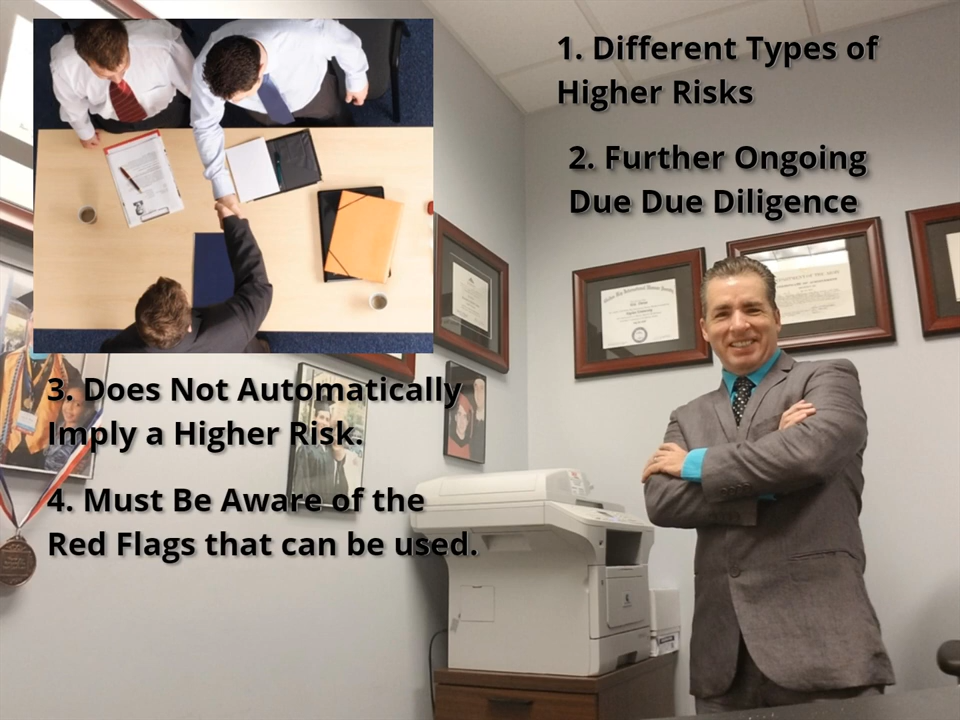 1. Different Types of
Higher Risks
2. Further Ongoing
Due Due Diligence
3. Does Not Automatically
Imply a Higher Risk.
4. Must Be Aware of the
Red Flags that can be used.